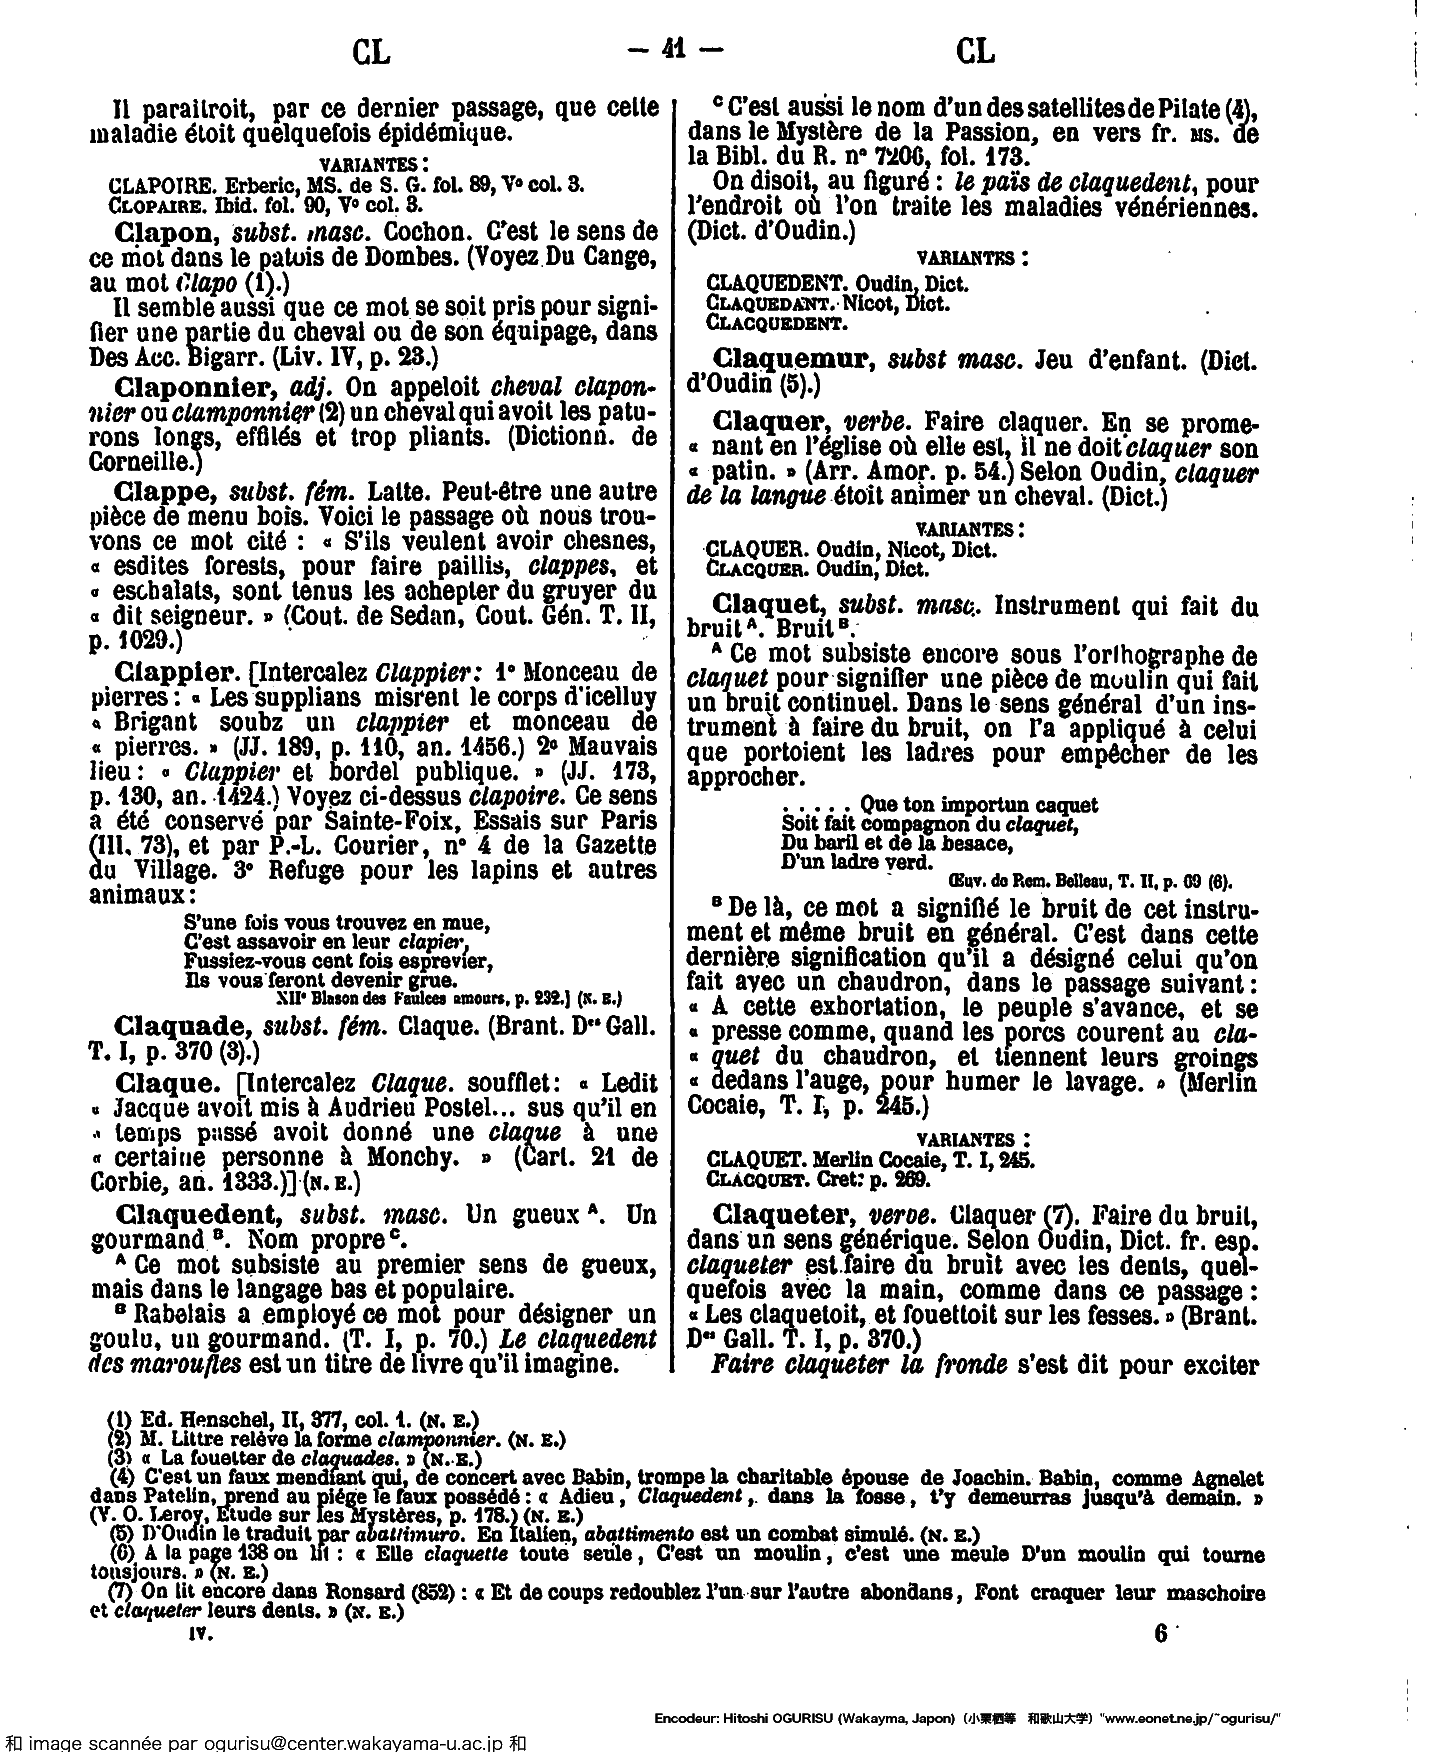 CL
— 41 —
CL
Il paraîtroit, par ce dernier passage, que cette
maladie étoit quelquefois épidémique.
VARIANTES :
CLAPOIRE. Erberic, MS. de S. G. fol. 89, Vº col. 3.
CLOPAIRE. Ibid. fol. 90, Vº col. 3.
Clapon, subst. masc. Cochon. C'est le sens de
ce mot dans le patois de Dombes. (Voyez Du Cange,
au mot Clapo (1).)
Il semble aussi que ce mot se soit pris pour signi-
fier une partie du cheval ou de son équipage, dans
Des Acc. Bigarr. (Liv. IV, p. 23.)
Claponnier, adj. On appeloit cheval clapon-
nier ou clamponnier (2) un cheval qui avoit les patu-
rons longs, effilés et trop pliants. (Dictionn. de
Corneille.)
Clappe, subst. fém. Latte. Peut-être une autre
pièce de menu bois. Voici le passage où nous trou-
vons ce mot cité : « S'ils veulent avoir chesnes,
« esdites forests, pour faire paillis, clappes, et
« eschalats, sont tenus les achepter du gruyer du
« dit seigneur. » (Cout. de Sedan, Cout. Gén. T. II,
p. 1029.)
Clappier. [Intercalez Clappier : 1º Monceau de
pierres : « Les supplians misrent le corps d'icelluy
« Brigant soubz un clappier et monceau de
« pierres. » (JJ. 189, p. 110, an. 1456.) 2º Mauvais
lieu : « Clappier et bordel publique. » (JJ. 173,
p. 130, an. 1424.) Voyez ci-dessus clapoire. Ce sens
a été conservé par Sainte-Foix, Essais sur Paris
(III, 73), et par P.-L. Courier, nº 4 de la Gazette
du Village. 3º Refuge pour les lapins et autres
animaux :
S'une fois vous trouvez en mue,
C'est assavoir en leur clapier,
Fussiez-vous cent fois esprevier,
Ils vous feront devenir grue.
XIIe Blason des Faulces amours, p. 232.] (N. E.)
Claquade, subst. fém. Claque. (Brant. Des Gall.
T. I, p. 370 (3).)
Claque. [Intercalez Claque. soufflet : « Ledit
« Jacque avoit mis à Audrieu Postel... sus qu'il en
« temps passé avoit donné une claque à une
« certaine personne à Monchy. » (Cart. 21 de
Corbie, an. 1333.)] (N. E.)
Claquedent, subst. masc. Un gueux A. Un
gourmand B. Nom propre C.
A Ce mot subsiste au premier sens de gueux,
mais dans le langage bas et populaire.
B Rabelais a employé ce mot pour désigner un
goulu, un gourmand. (T. I, p. 70.) Le claquedent
des maroufles est un titre de livre qu'il imagine.
C C'est aussi le nom d'un des satellites de Pilate (4),
dans le Mystère de la Passion, en vers fr. MS. de
la Bibl. du R. nº 7206, fol. 173.
On disoit, au figuré : le païs de claquedent, pour
l'endroit où l'on traite les maladies vénériennes.
(Dict. d'Oudin.)
VARIANTES :
CLAQUEDENT. Oudin, Dict.
CLAQUEDANT. Nicot, Dict.
CLACQUEDENT.
Claquemur, subst masc. Jeu d'enfant. (Dict.
d'Oudin (5).)
Claquer, verbe. Faire claquer. En se prome-
« nant en l'église où elle est, il ne doit claquer son
« patin. » (Arr. Amor. p. 54.) Selon Oudin, claquer
de la langue étoit animer un cheval. (Dict.)
VARIANTES :
CLAQUER. Oudin, Nicot, Dict.
CLACQUER. Oudin, Dict.
Claquet, subst. masc. Instrument qui fait du
bruit A. Bruit B.
A Ce mot subsiste encore sous l'orthographe de
claquet pour signifier une pièce de moulin qui fait
un bruit continuel. Dans le sens général d'un ins-
trument à faire du bruit, on l'a appliqué à celui
que portoient les ladres pour empêcher de les
approcher.
. . . . . Que ton importun caquet
Soit fait compagnon du claquet,
Du baril et de la besace,
D'un ladre verd.
Œuv. de Rem. Belleau, T. II, p. 69 (6).
B De là, ce mot a signifié le bruit de cet instru-
ment et même bruit en général. C'est dans cette
dernière signification qu'il a désigné celui qu'on
fait avec un chaudron, dans le passage suivant :
« A cette exhortation, le peuple s'avance, et se
« presse comme, quand les porcs courent au cla-
« quet du chaudron, et tiennent leurs groings
« dedans l'auge, pour humer le lavage. » (Merlin
Cocaie, T. I, p. 245.)
VARIANTES :
CLAQUET. Merlin Cocaie, T. I, 245.
CLACQUET. Cret. p. 269.
Claqueter, verbe. Claquer (7). Faire du bruit,
dans un sens générique. Selon Oudin, Dict. fr. esp.
claqueter est faire du bruit avec les dents, quel-
quefois avec la main, comme dans ce passage :
« Les claquetoit, et fouettoit sur les fesses. » (Brant.
Des Gall. T. I, p. 370.)
Faire claqueter la fronde s'est dit pour exciter
(1) Ed. Henschel, II, 377, col. 1. (N. E.)
(2) M. Littre relève la forme clamponnier. (N. E.)
(3) « La fouetter de claquades. » (N. E.)
(4) C'est un faux mendiant qui, de concert avec Babin, trompe la charitable épouse de Joachin. Babin, comme Agnelet
dans Patelin, prend au piége le faux possédé : « Adieu, Claquedent, dans la fosse, t'y demeurras jusqu'à demain. »
(V. O. Leroy, Etude sur les Mystères, p. 178.) (N. E.)
(5) D'Oudin le traduit par abattimuro. En Italien, abattimento est un combat simulé. (N. E.)
(6) A la page 138 on lit : « Elle claquette toute seule, C'est un moulin, c'est une meule D'un moulin qui tourne
tousjours. » (N. E.)
(7) On lit encore dans Ronsard (852) : « Et de coups redoublez l'un sur l'autre abondans, Font craquer leur maschoire
et claqueter leurs dents. » (N. E.)
IV.
6
Encodeur: Hitoshi OGURISU (Wakayma, Japon) (小栗栖等 和歌山大学) "www.eonet.ne.jp/~ogurisu/"
和 image scannée par ogurisu@center.wakayama-u.ac.jp 和